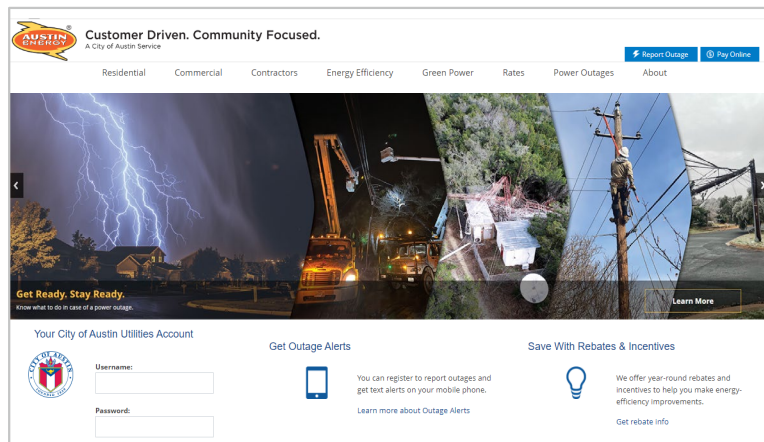 AUSTIN
ENERGY
®
Customer Driven. Community Focused.
A City of Austin Service
Report Outage
Pay Online
Residential Commercial Contractors Energy Efficiency Green Power Rates Power Outages About
Get Ready. Stay Ready.
Know what to do in case of a power outage.
Learn More
Your City of Austin Utilities Account
CITY OF AUSTIN
Username:
Password:
Get Outage Alerts
You can register to report outages and
get text alerts on your mobile phone.
Learn more about Outage Alerts
Save With Rebates & Incentives
We offer year-round rebates and
incentives to help you make energy-
efficiency improvements.
Get rebate info